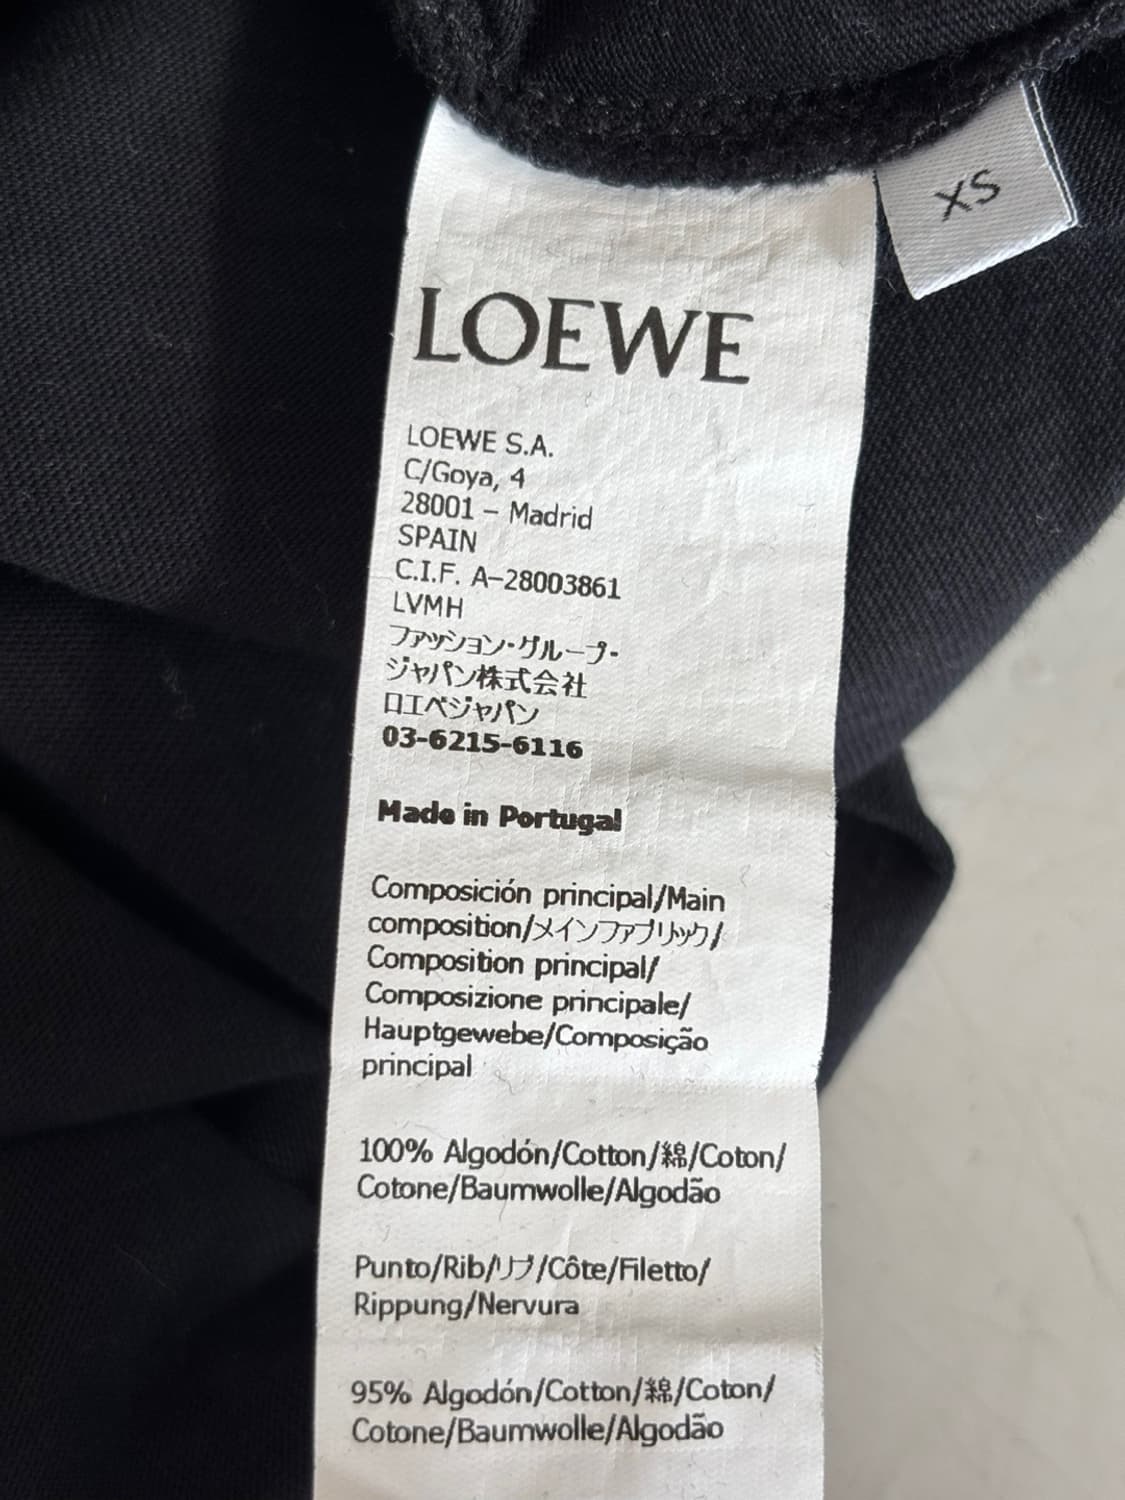 XS
LOEWE
LOEWE S.A.
C/Goya, 4
28001 – Madrid
SPAIN
C.I.F. A-28003861
LVMH
ファッション・グループ・
ジャパン株式会社
ロエベジャパン
03-6215-6116
Made in Portugal
Composición principal/Main
composition/メインファブリック/
Composition principal/
Composizione principale/
Hauptgewebe/Composição
principal
100% Algodón/Cotton/綿/Coton/
Cotone/Baumwolle/Algodão
Punto/Rib/リブ/Côte/Filetto/
Rippung/Nervura
95% Algodón/Cotton/綿/Coton/
Cotone/Baumwolle/Algodão